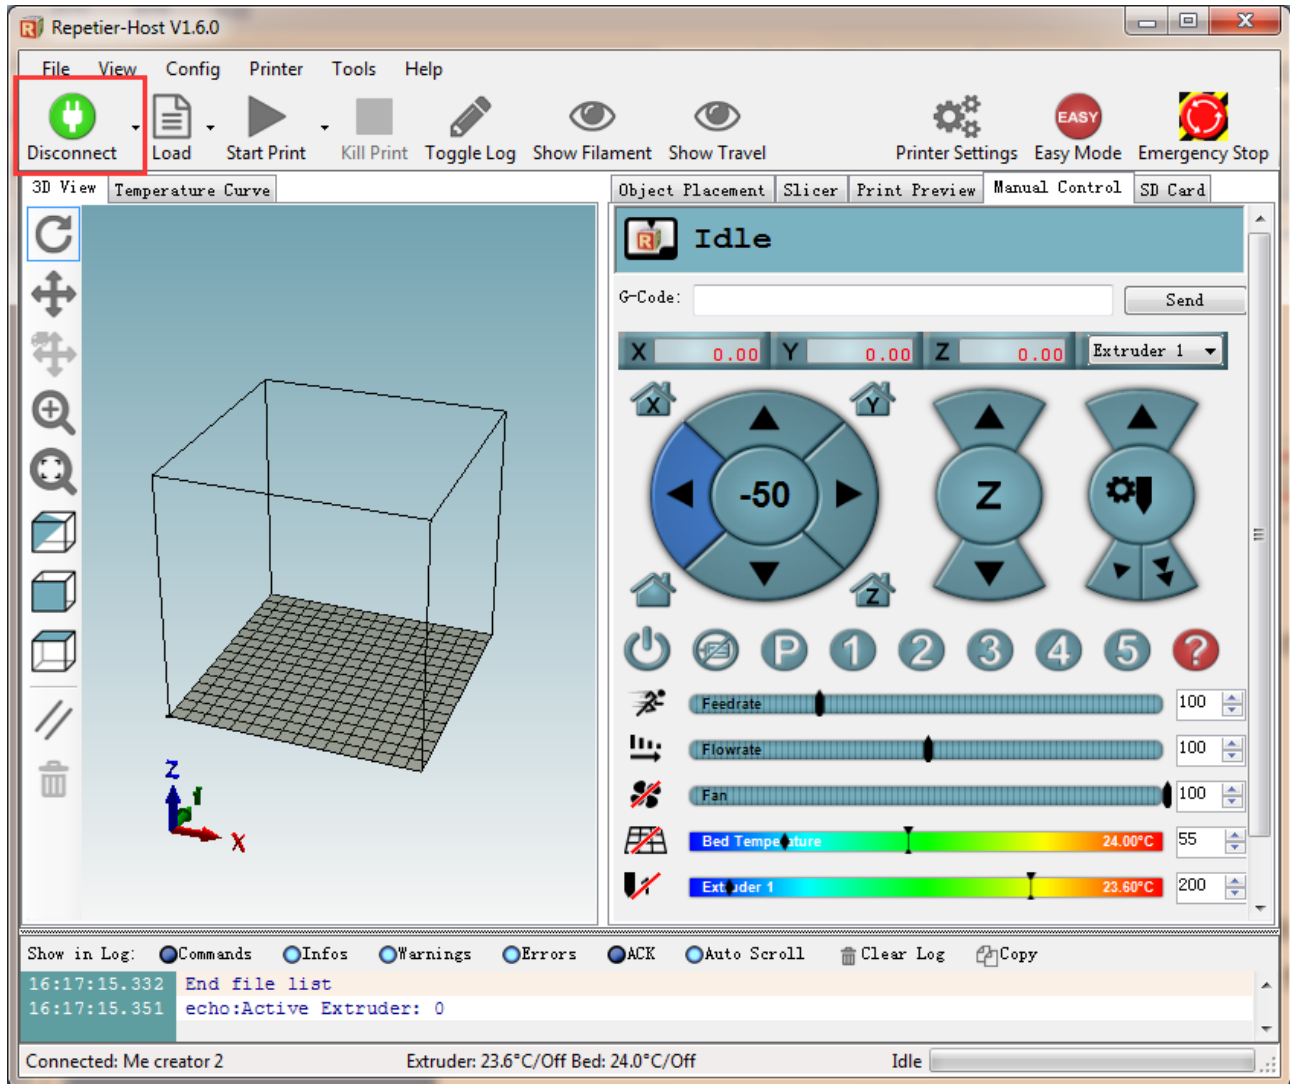 Repetier-Host V1.6.0
File View Config Printer Tools Help
Disconnect Load Start Print Kill Print Toggle Log Show Filament Show Travel Printer Settings Easy Mode Emergency Stop
EASY
3D View Temperature Curve Object Placement Slicer Print Preview Manual Control SD Card
R Idle
G-Code: Send
X 0.00 Y 0.00 Z 0.00 Extruder 1
X Y
-50 Z
Z
P 1 2 3 4 5 ?
Feedrate 100
Flowrate 100
Fan 100
Bed Temperature 24.00°C 55
1 Extruder 1 23.60°C 200
Z
Y
X
Show in Log: Commands Infos Warnings Errors ACK Auto Scroll Clear Log Copy
16:17:15.332 End file list
16:17:15.351 echo:Active Extruder: 0
Connected: Me creator 2 Extruder: 23.6°C/Off Bed: 24.0°C/Off Idle